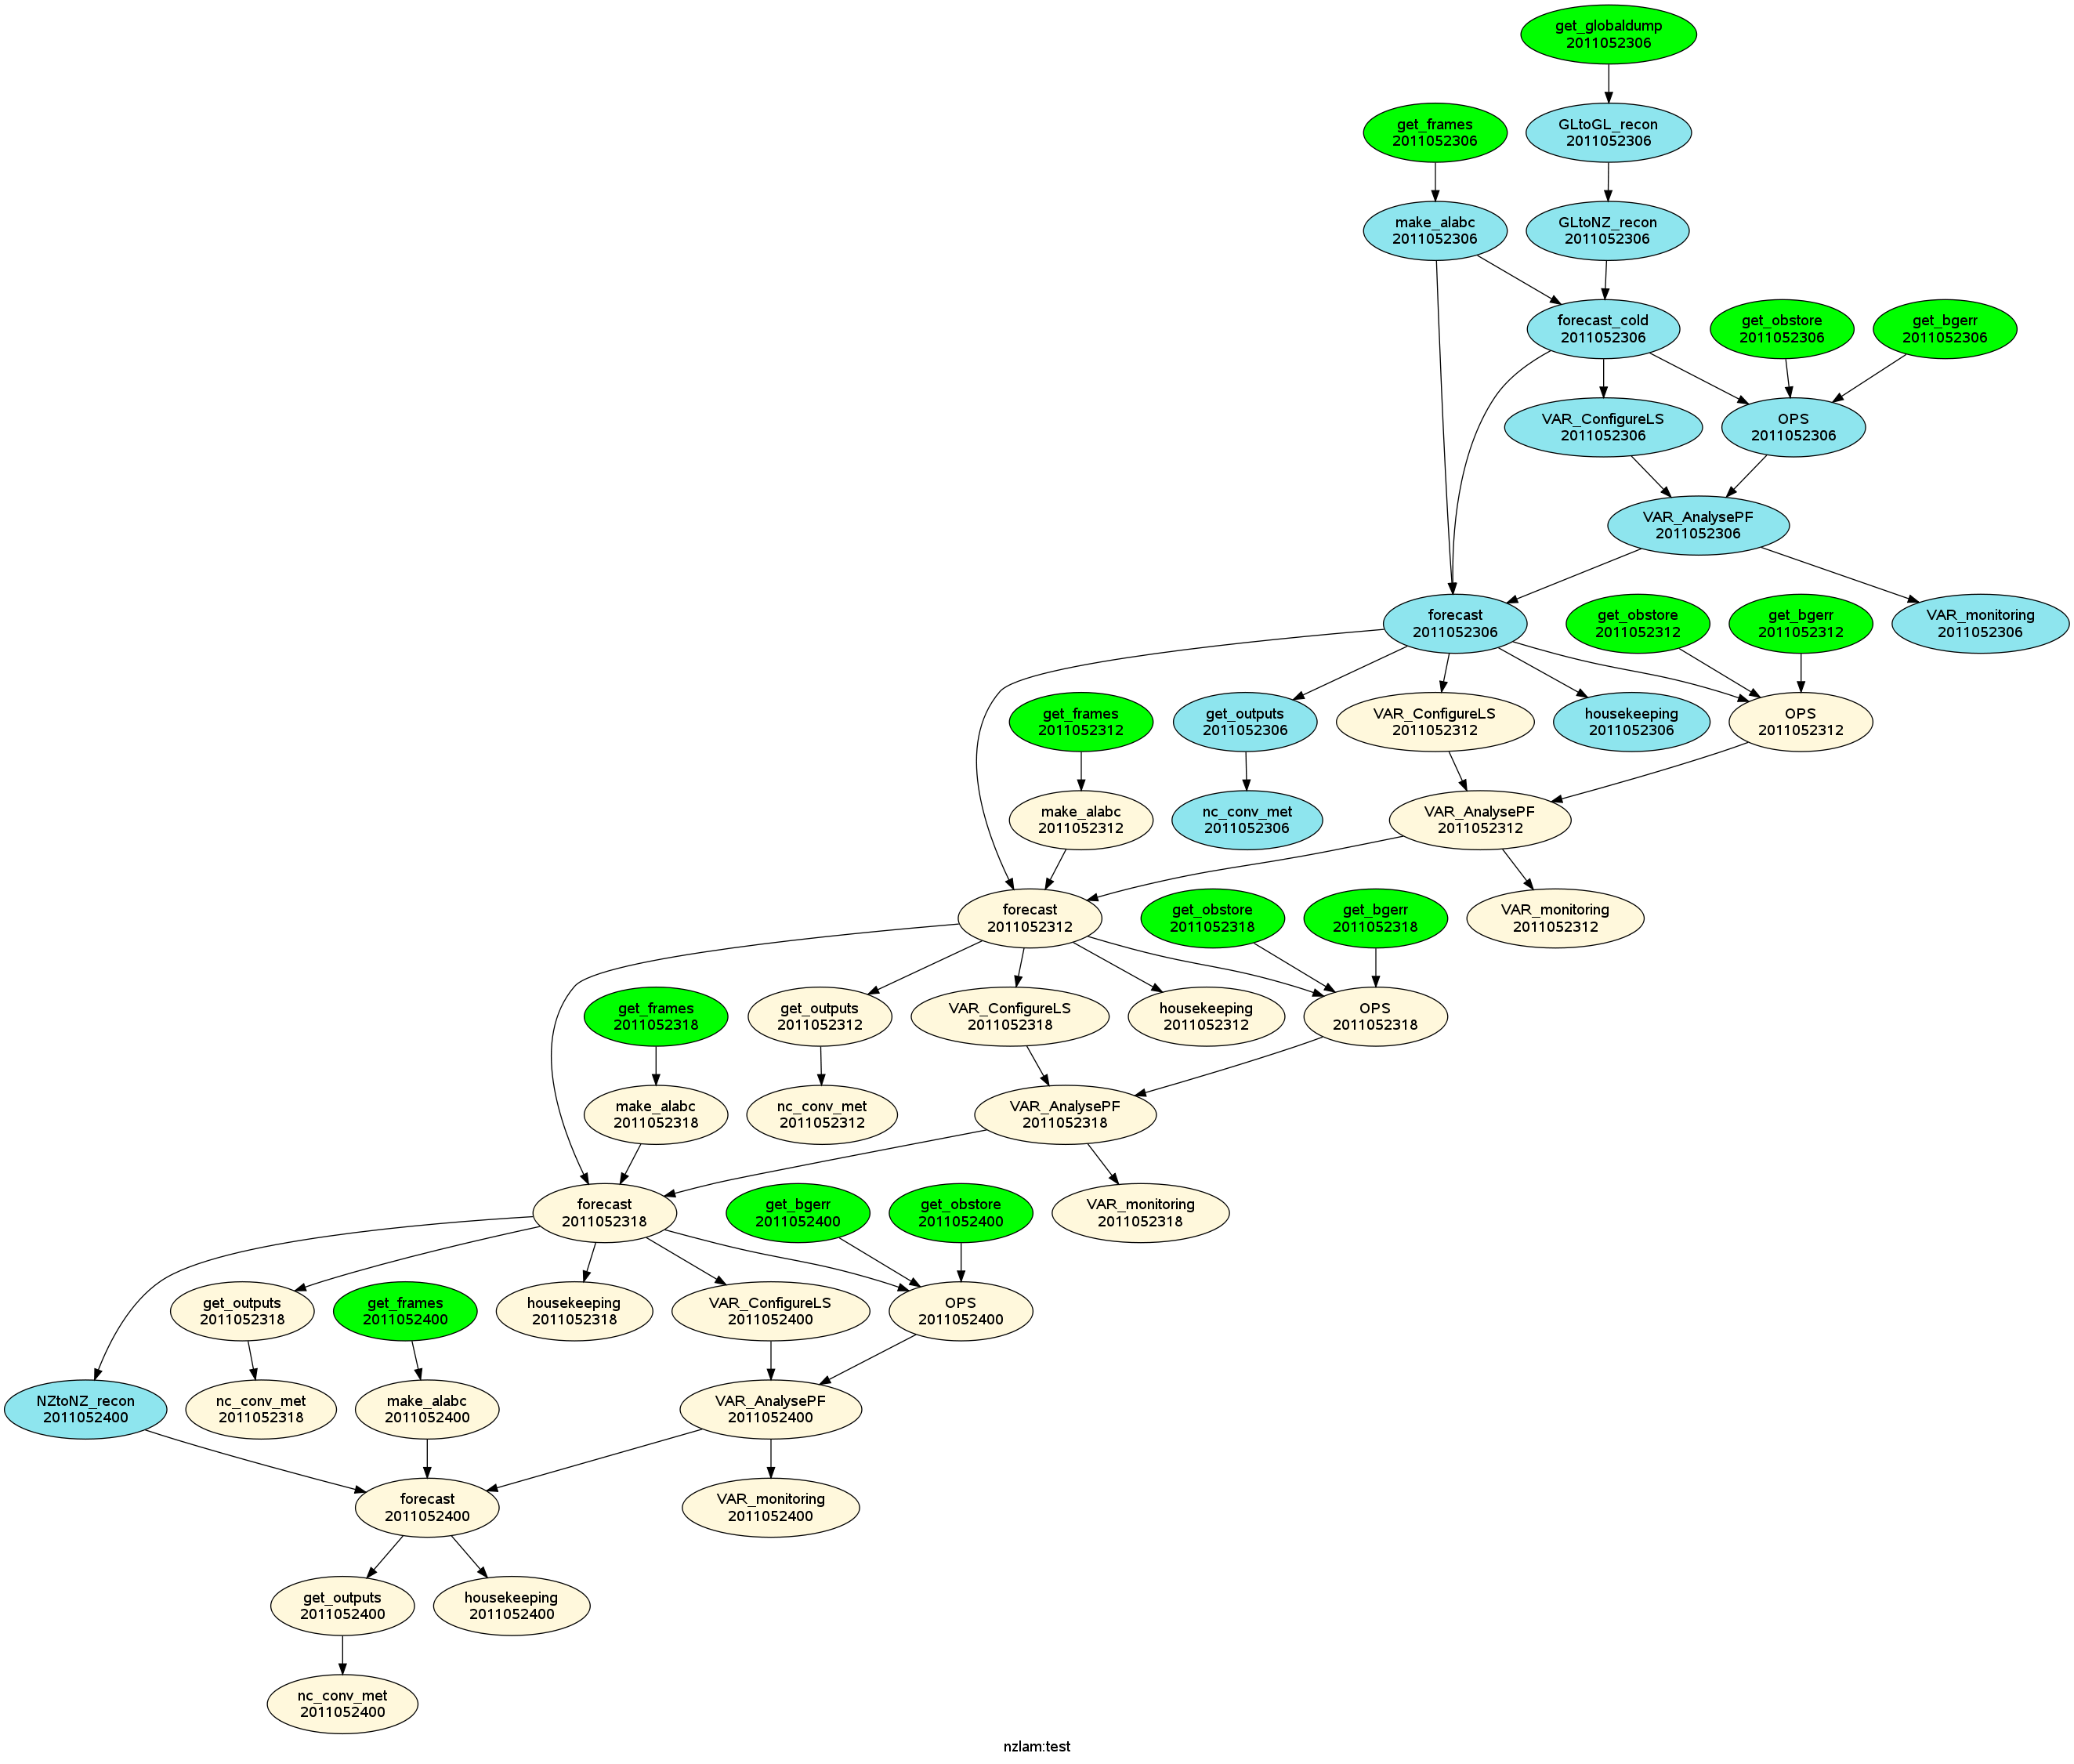 get_globaldump
2011052306
get_frames
2011052306
GLtoGL_recon
2011052306
make_alabc
2011052306
GLtoNZ_recon
2011052306
forecast_cold
2011052306
get_obstore
2011052306
get_bgerr
2011052306
VAR_ConfigureLS
2011052306
OPS
2011052306
VAR_AnalysePF
2011052306
forecast
2011052306
get_obstore
2011052312
get_bgerr
2011052312
VAR_monitoring
2011052306
get_frames
2011052312
get_outputs
2011052306
VAR_ConfigureLS
2011052312
housekeeping
2011052306
OPS
2011052312
make_alabc
2011052312
nc_conv_met
2011052306
VAR_AnalysePF
2011052312
forecast
2011052312
get_obstore
2011052318
get_bgerr
2011052318
VAR_monitoring
2011052312
get_frames
2011052318
get_outputs
2011052312
VAR_ConfigureLS
2011052318
housekeeping
2011052312
OPS
2011052318
make_alabc
2011052318
nc_conv_met
2011052312
VAR_AnalysePF
2011052318
forecast
2011052318
get_bgerr
2011052400
get_obstore
2011052400
VAR_monitoring
2011052318
get_outputs
2011052318
get_frames
2011052400
housekeeping
2011052318
VAR_ConfigureLS
2011052400
OPS
2011052400
NZtoNZ_recon
2011052400
nc_conv_met
2011052318
make_alabc
2011052400
VAR_AnalysePF
2011052400
forecast
2011052400
VAR_monitoring
2011052400
get_outputs
2011052400
housekeeping
2011052400
nc_conv_met
2011052400
nzlam:test